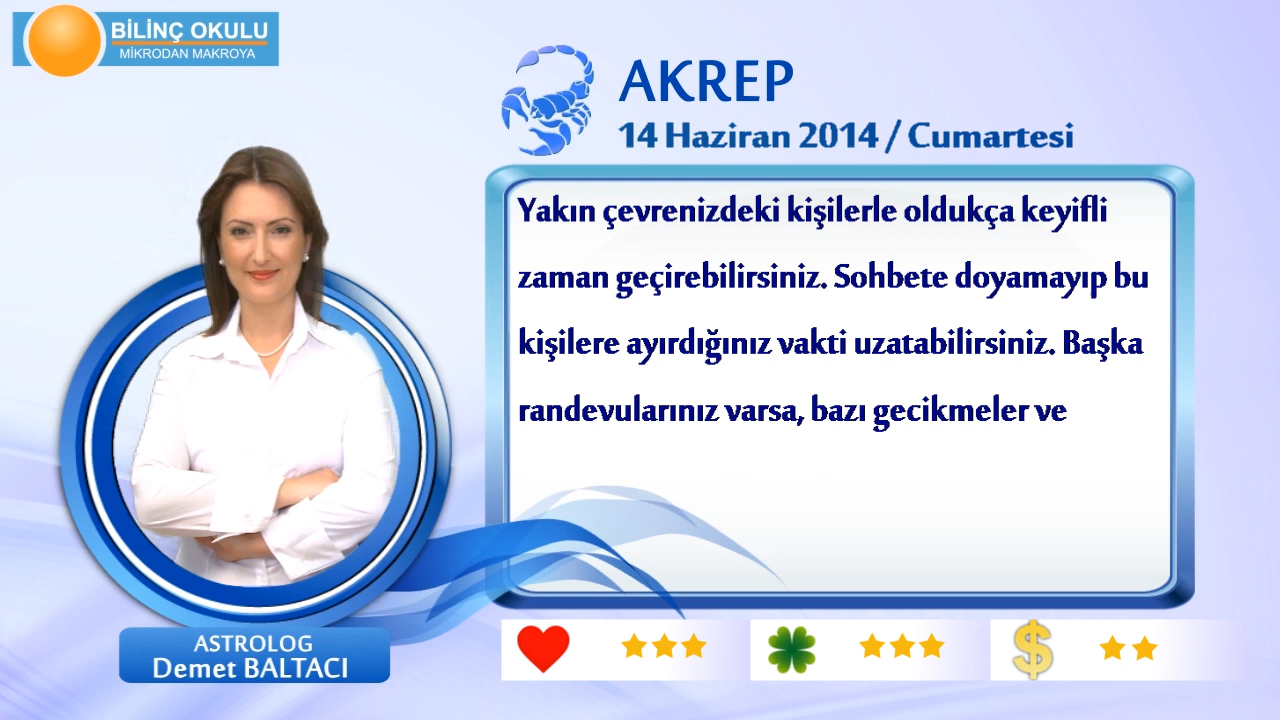 BİLİNÇ OKULU
MİKRODAN MAKROYA
AKREP
14 Haziran 2014 / Cumartesi
Yakın çevrenizdeki kişilerle oldukça keyifli
zaman geçirebilirsiniz. Sohbete doyamayıp bu
kişilere ayırdığınız vakti uzatabilirsiniz. Başka
randevularınız varsa, bazı gecikmeler ve
ASTROLOG
Demet BALTACI